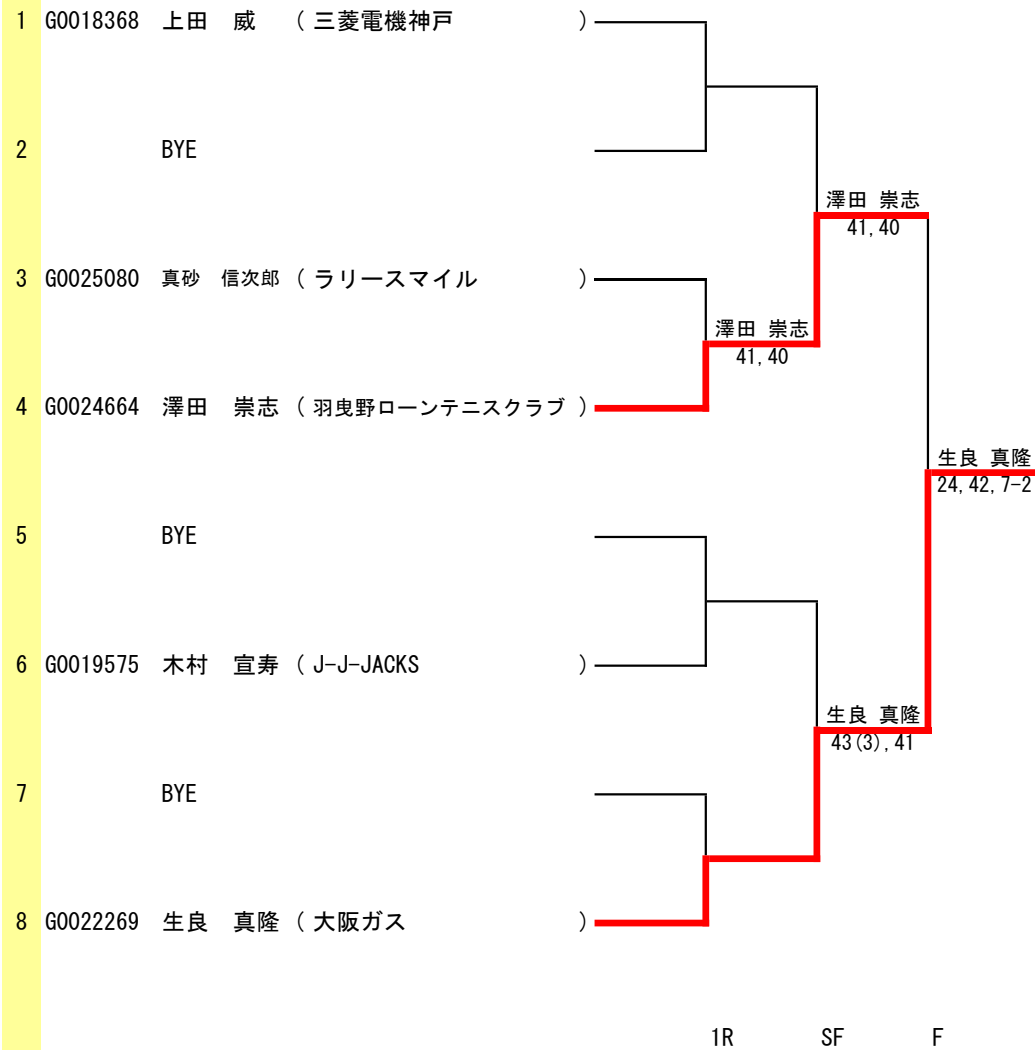 1 G0018368 上田 威 ( 三菱電機神戸 )
2 BYE
澤田 崇志
41,40
3 G0025080 真砂 信次郎 ( ラリースマイル )
澤田 崇志
41,40
4 G0024664 澤田 崇志 ( 羽曳野ローンテニスクラブ )
生良 真隆
24,42,7-2
5 BYE
6 G0019575 木村 宣寿 ( J-J-JACKS )
生良 真隆
43(3),41
7 BYE
8 G0022269 生良 真隆 ( 大阪ガス )
1R SF F